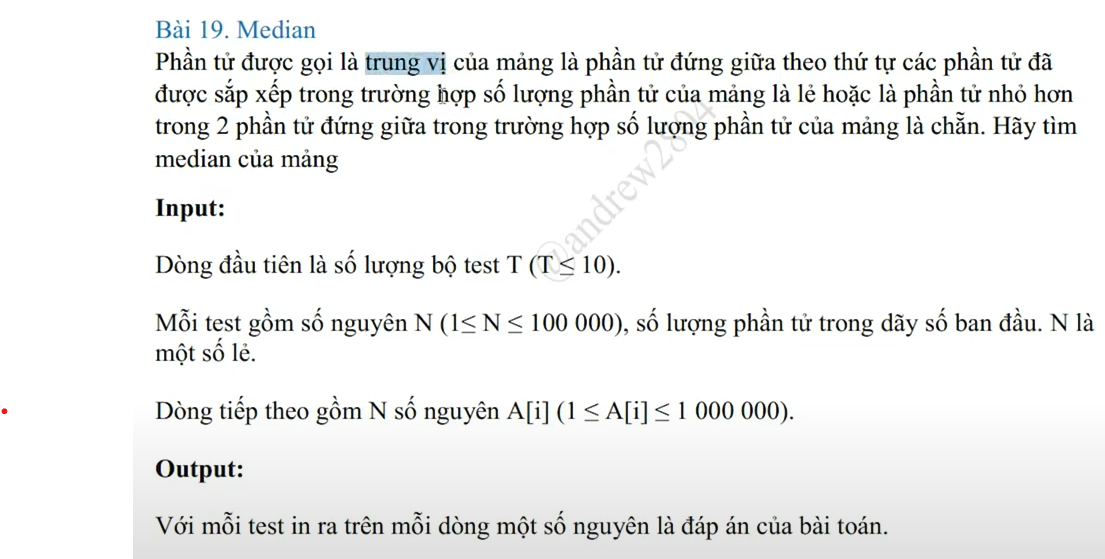 Bài 19. Median
Phần tử được gọi là trung vị của mảng là phần tử đứng giữa theo thứ tự các phần tử đã
được sắp xếp trong trường hợp số lượng phần tử của mảng là lẻ hoặc là phần tử nhỏ hơn
trong 2 phần tử đứng giữa trong trường hợp số lượng phần tử của mảng là chẵn. Hãy tìm
median của mảng
Input:
Dòng đầu tiên là số lượng bộ test T (T ≤ 10).
Mỗi test gồm số nguyên N (1≤ N ≤ 100 000), số lượng phần tử trong dãy số ban đầu. N là
một số lẻ.
Dòng tiếp theo gồm N số nguyên A[i] (1 ≤ A[i] ≤ 1 000 000).
Output:
Với mỗi test in ra trên mỗi dòng một số nguyên là đáp án của bài toán.
@andrew2894